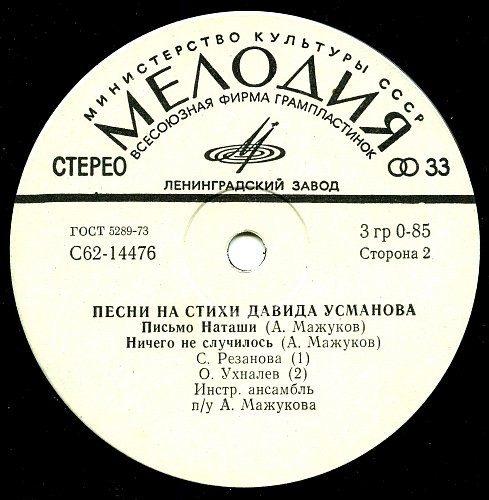 МИНИСТЕРСТВО КУЛЬТУРЫ СССР
МЕЛОДИЯ
ВСЕСОЮЗНАЯ ФИРМА ГРАМПЛАСТИНОК
СТЕРЕО
33
ЛЕНИНГРАДСКИЙ ЗАВОД
ГОСТ 5289-73
3 гр 0-85
С62-14476
Сторона 2
ПЕСНИ НА СТИХИ ДАВИДА УСМАНОВА
Письмо Наташи (А. Мажуков)
Ничего не случилось (А. Мажуков)
С. Резанова (1)
О. Ухналев (2)
Инстр. ансамбль
п/у А. Мажукова